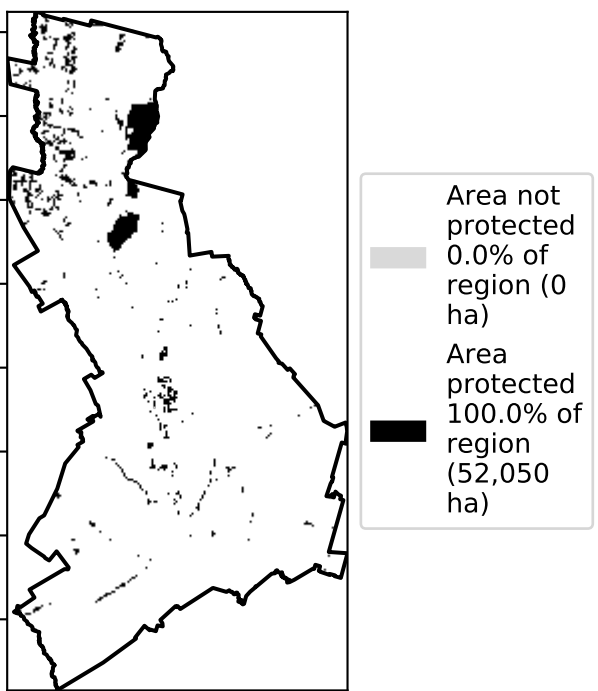 Area not
protected
0.0% of
region (0
ha)
Area
protected
100.0% of
region
(52,050
ha)